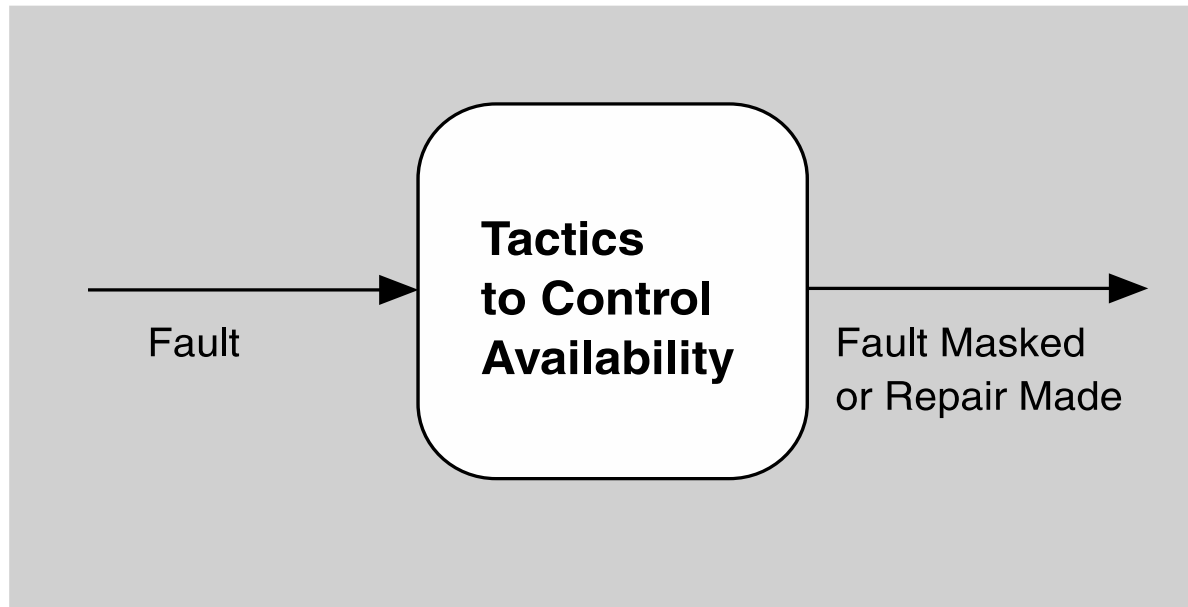 Fault
Tactics
to Control
Availability
Fault Masked
or Repair Made